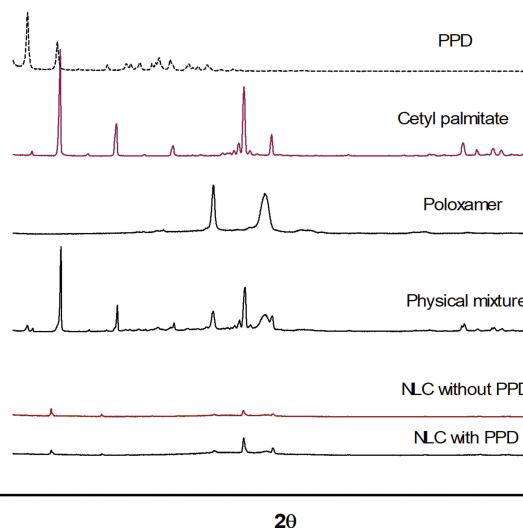 PPD
Cetyl palmitate
Poloxamer
Physical mixture
NLC without PPD
NLC with PPD
2θ